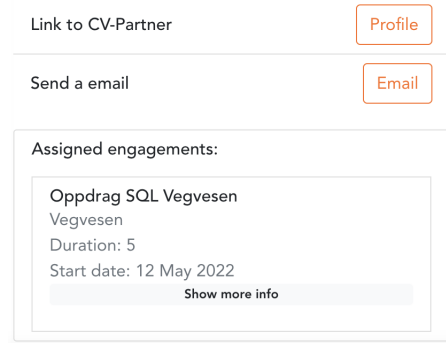 Link to CV-Partner
Profile
Send a email
Email
Assigned engagements:
Oppdrag SQL Vegvesen
Vegvesen
Duration: 5
Start date: 12 May 2022
Show more info